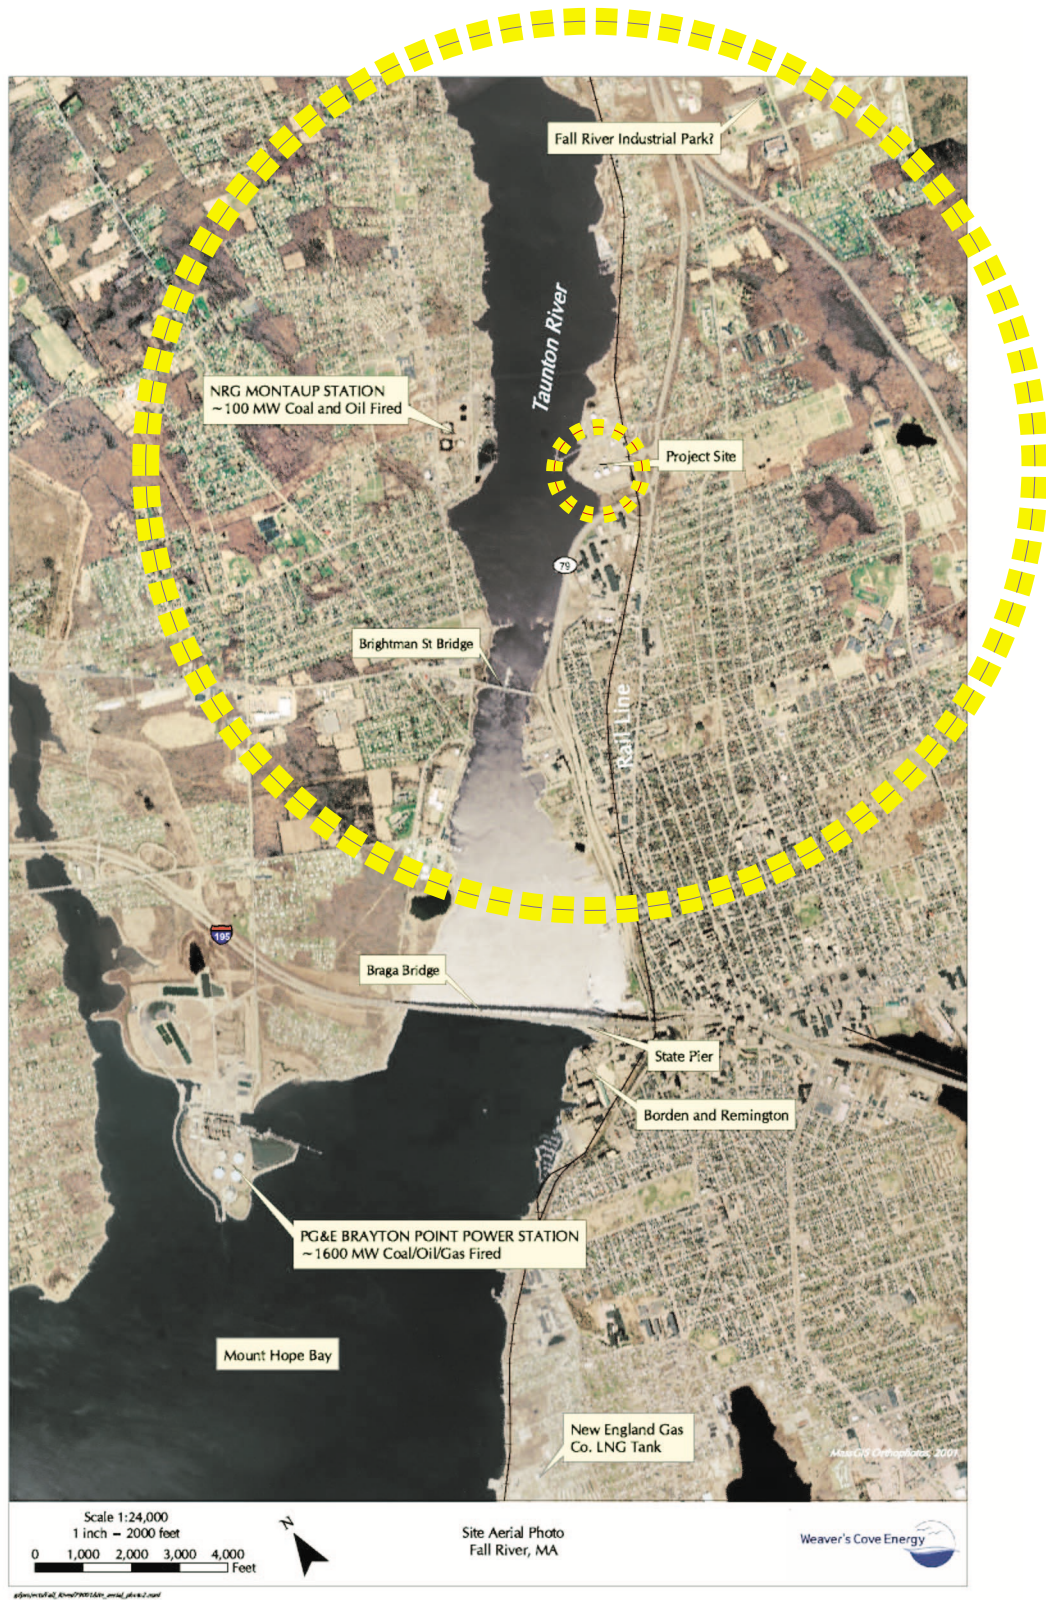 Fall River Industrial Park?
Taunton River
NRG MONTAUP STATION
~100 MW Coal and Oil Fired
Project Site
79
Brightman St Bridge
Rail Line
195
Braga Bridge
State Pier
Borden and Remington
PG&E BRAYTON POINT POWER STATION
~1600 MW Coal/Oil/Gas Fired
Mount Hope Bay
New England Gas
Co. LNG Tank
MassGIS Orthophotos, 2001
Scale 1:24,000
1 inch = 2000 feet
0 1,000 2,000 3,000 4,000
Feet
N
Site Aerial Photo
Fall River, MA
Weaver's Cove Energy